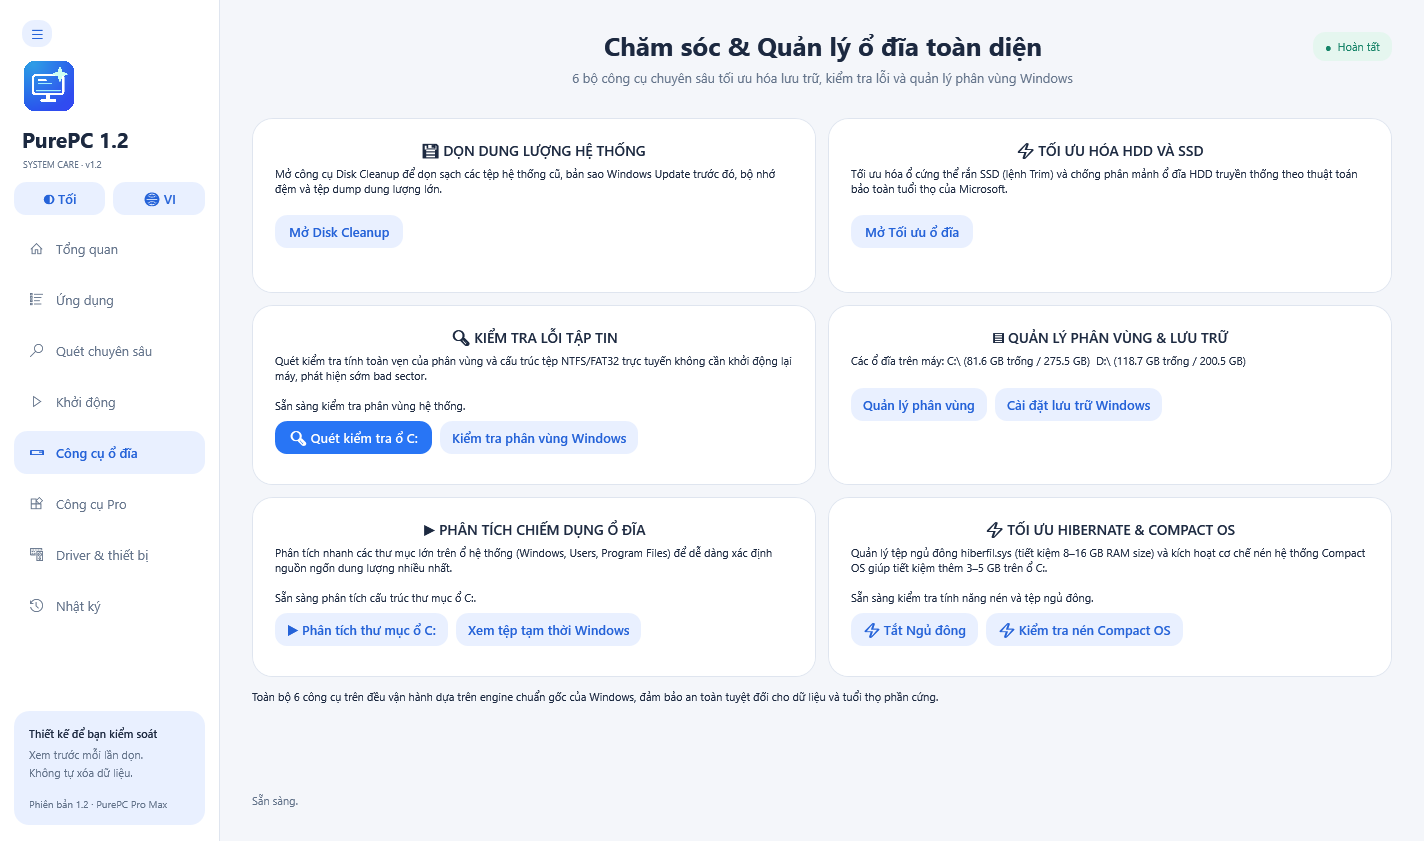 PurePC 1.2
SYSTEM CARE · v1.2
Tối
VI
Tổng quan
Ứng dụng
Quét chuyên sâu
Khởi động
Công cụ ổ đĩa
Công cụ Pro
Driver & thiết bị
Nhật ký
Thiết kế để bạn kiểm soát
Xem trước mỗi lần dọn.
Không tự xóa dữ liệu.
Phiên bản 1.2 · PurePC Pro Max
Chăm sóc & Quản lý ổ đĩa toàn diện
6 bộ công cụ chuyên sâu tối ưu hóa lưu trữ, kiểm tra lỗi và quản lý phân vùng Windows
● Hoàn tất
DỌN DUNG LƯỢNG HỆ THỐNG
Mở công cụ Disk Cleanup để dọn sạch các tệp hệ thống cũ, bản sao Windows Update trước đó, bộ nhớ
đệm và tệp dump dung lượng lớn.
Mở Disk Cleanup
TỐI ƯU HÓA HDD VÀ SSD
Tối ưu hóa ổ cứng thể rắn SSD (lệnh Trim) và chống phân mảnh ổ đĩa HDD truyền thống theo thuật toán
bảo toàn tuổi thọ của Microsoft.
Mở Tối ưu ổ đĩa
KIỂM TRA LỖI TẬP TIN
Quét kiểm tra tính toàn vẹn của phân vùng và cấu trúc tệp NTFS/FAT32 trực tuyến không cần khởi động lại
máy, phát hiện sớm bad sector.
Sẵn sàng kiểm tra phân vùng hệ thống.
Quét kiểm tra ổ C:
Kiểm tra phân vùng Windows
QUẢN LÝ PHÂN VÙNG & LƯU TRỮ
Các ổ đĩa trên máy: C:\ (81.6 GB trống / 275.5 GB)  D:\ (118.7 GB trống / 200.5 GB)
Quản lý phân vùng
Cài đặt lưu trữ Windows
▶ PHÂN TÍCH CHIẾM DỤNG Ổ ĐĨA
Phân tích nhanh các thư mục lớn trên ổ hệ thống (Windows, Users, Program Files) để dễ dàng xác định
nguồn ngốn dung lượng nhiều nhất.
Sẵn sàng phân tích cấu trúc thư mục ổ C:.
▶ Phân tích thư mục ổ C:
Xem tệp tạm thời Windows
TỐI ƯU HIBERNATE & COMPACT OS
Quản lý tệp ngủ đông hiberfil.sys (tiết kiệm 8–16 GB RAM size) và kích hoạt cơ chế nén hệ thống Compact
OS giúp tiết kiệm thêm 3–5 GB trên ổ C:.
Sẵn sàng kiểm tra tính năng nén và tệp ngủ đông.
Tắt Ngủ đông
Kiểm tra nén Compact OS
Toàn bộ 6 công cụ trên đều vận hành dựa trên engine chuẩn gốc của Windows, đảm bảo an toàn tuyệt đối cho dữ liệu và tuổi thọ phần cứng.
Sẵn sàng.